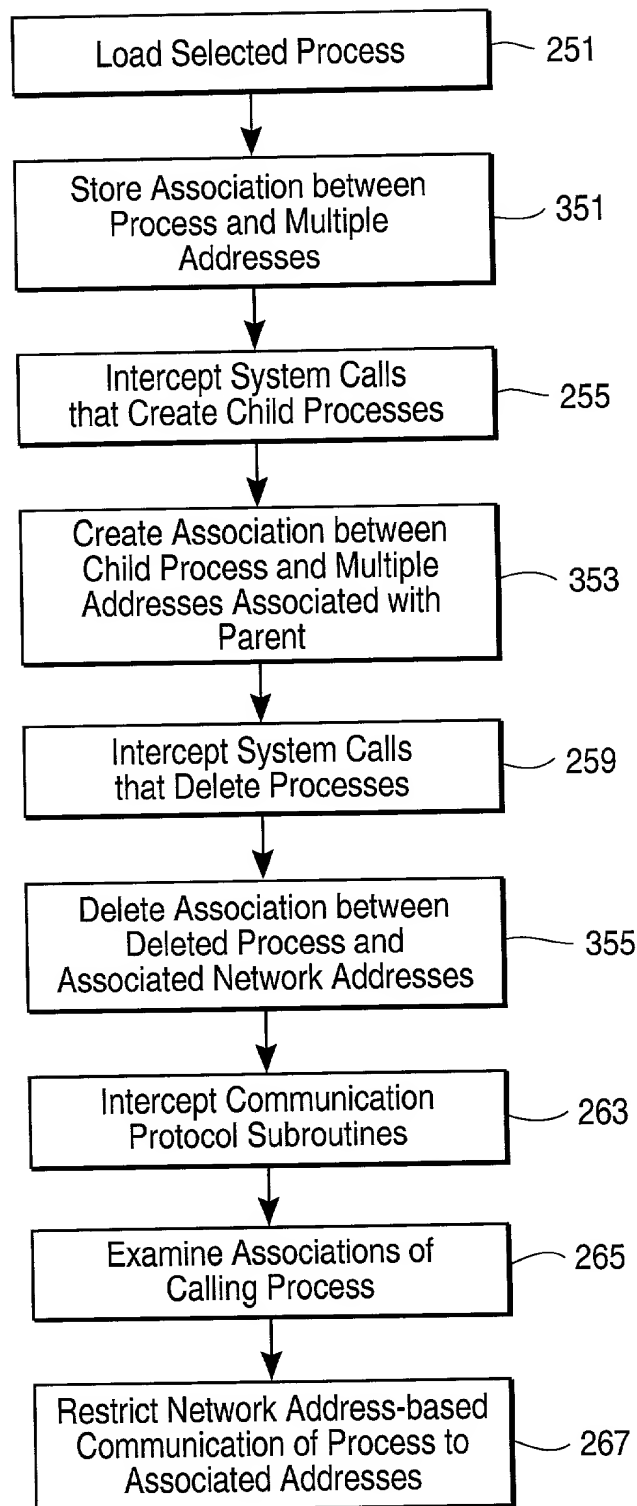 Load Selected Process
251
Store Association between
Process and Multiple
Addresses
351
Intercept System Calls
that Create Child Processes
255
Create Association between
Child Process and Multiple
Addresses Associated with
Parent
353
Intercept System Calls
that Delete Processes
259
Delete Association between
Deleted Process and
Associated Network Addresses
355
Intercept Communication
Protocol Subroutines
263
Examine Associations of
Calling Process
265
Restrict Network Address-based
Communication of Process to
Associated Addresses
267